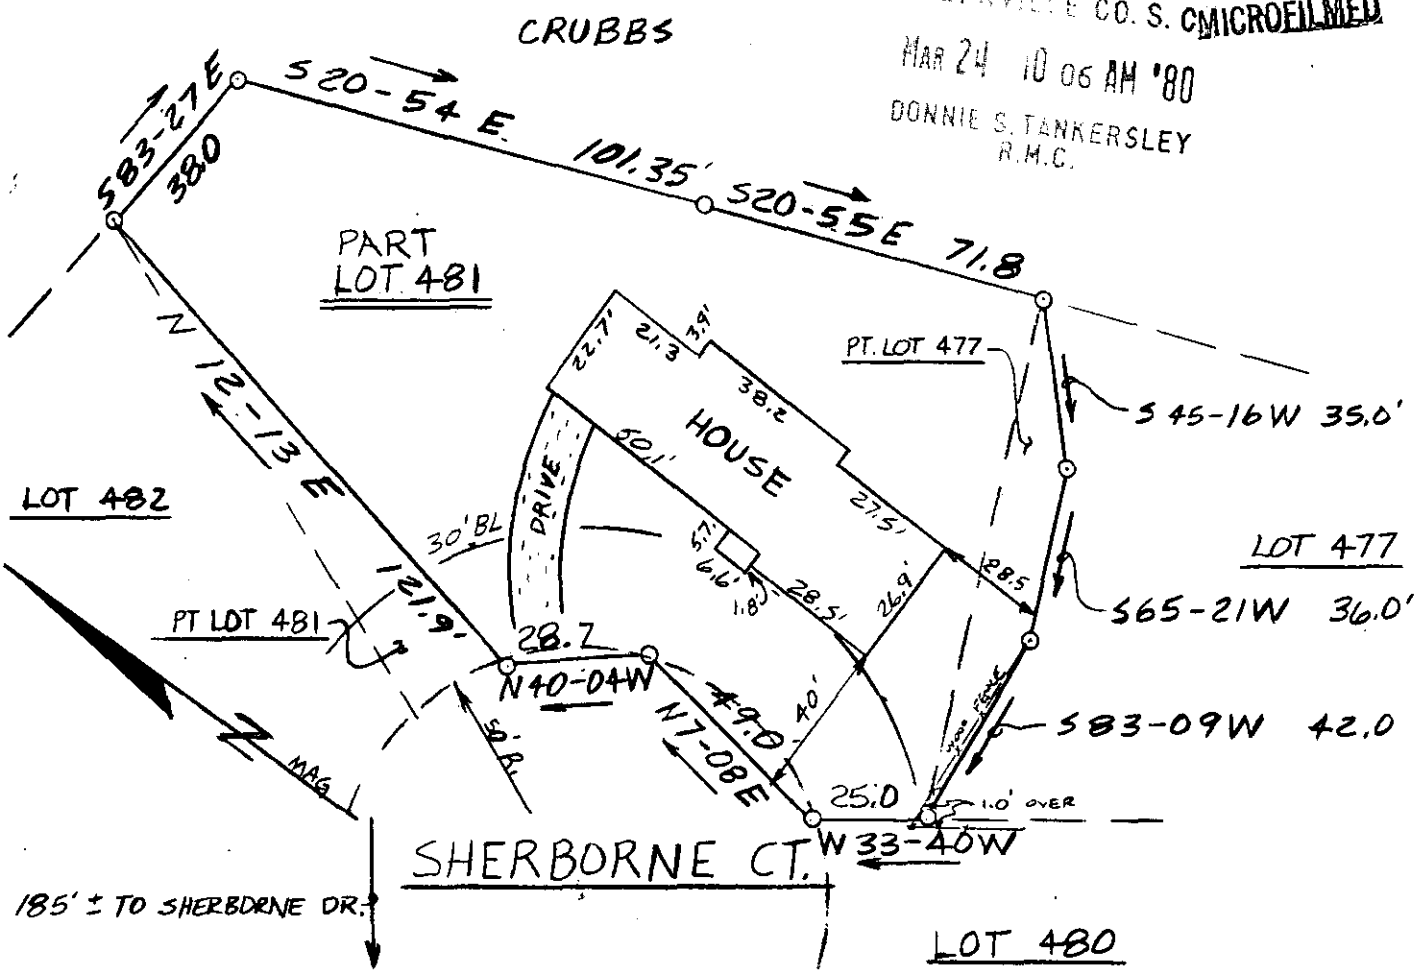 CRUBBS
CO. S. C
MICROFILMED
MAR 24 10 06 AM '80
DONNIE S. TANKERSLEY
R.M.C.
S83-27E
38.0
S 20-54 E.
101.35'
S20-55E 71.8
PART
LOT 481
PT. LOT 477
S 45-16W 35.0'
22.7'
21.3
3.9'
38.2
HOUSE
50.1'
27.5'
DRIVE
N 12-13 E
121.9'
LOT 482
30' BL
5.7'
6.6'
1.8'
28.5'
26.9'
28.5
LOT 477
S65-21W 36.0'
PT LOT 481
28.7
N40-04W
49.0
N7-08E
40'
50' R.
WOOD FENCE
S83-09W 42.0
N
MAG
25.0
1.0' OVER
W 33-40W
SHERBORNE CT.
185' ± TO SHERBORNE DR.
LOT 480